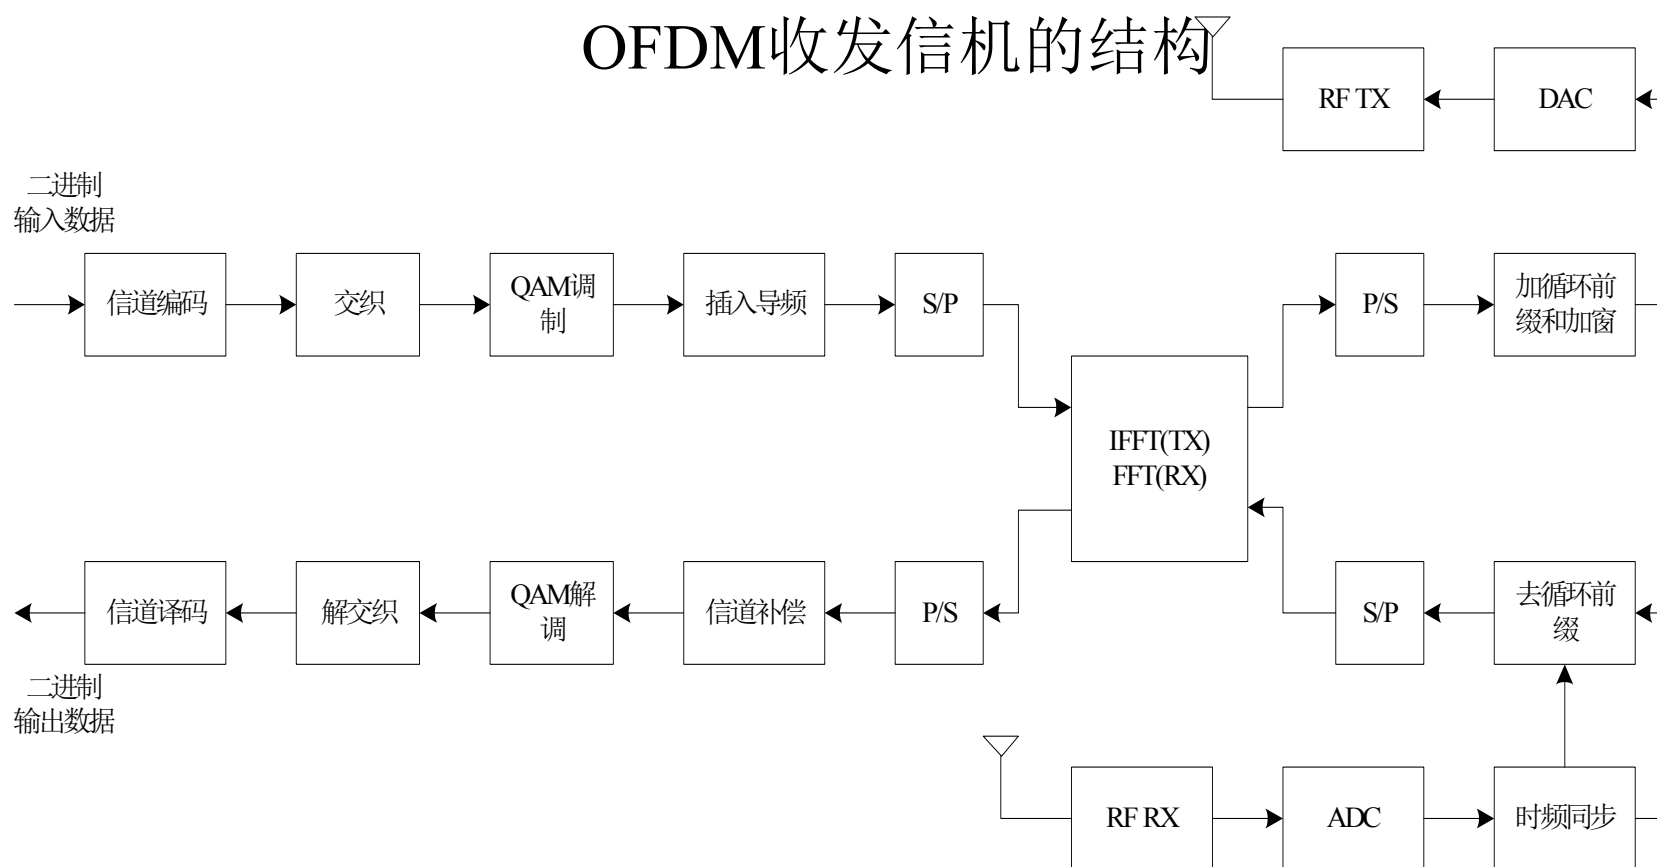 OFDM收发信机的结构
RF TX
DAC
二进制
输入数据
信道编码
交织
QAM调
制
插入导频
S/P
P/S
加循环前
缀和加窗
IFFT(TX)
FFT(RX)
信道译码
解交织
QAM解
调
信道补偿
P/S
S/P
去循环前
缀
二进制
输出数据
RF RX
ADC
时频同步